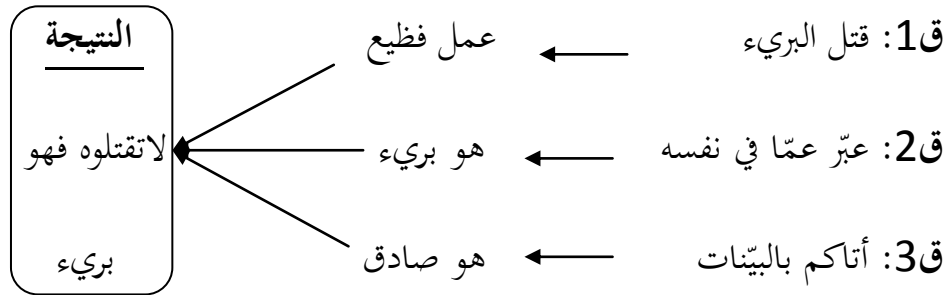 ق1: قتل البريء عمل فظيع النتيجة
ق2: عبّر عمّا في نفسه هو بريء لاتقتلوه فهو
ق3: أتاكم بالبيّنات هو صادق بريء